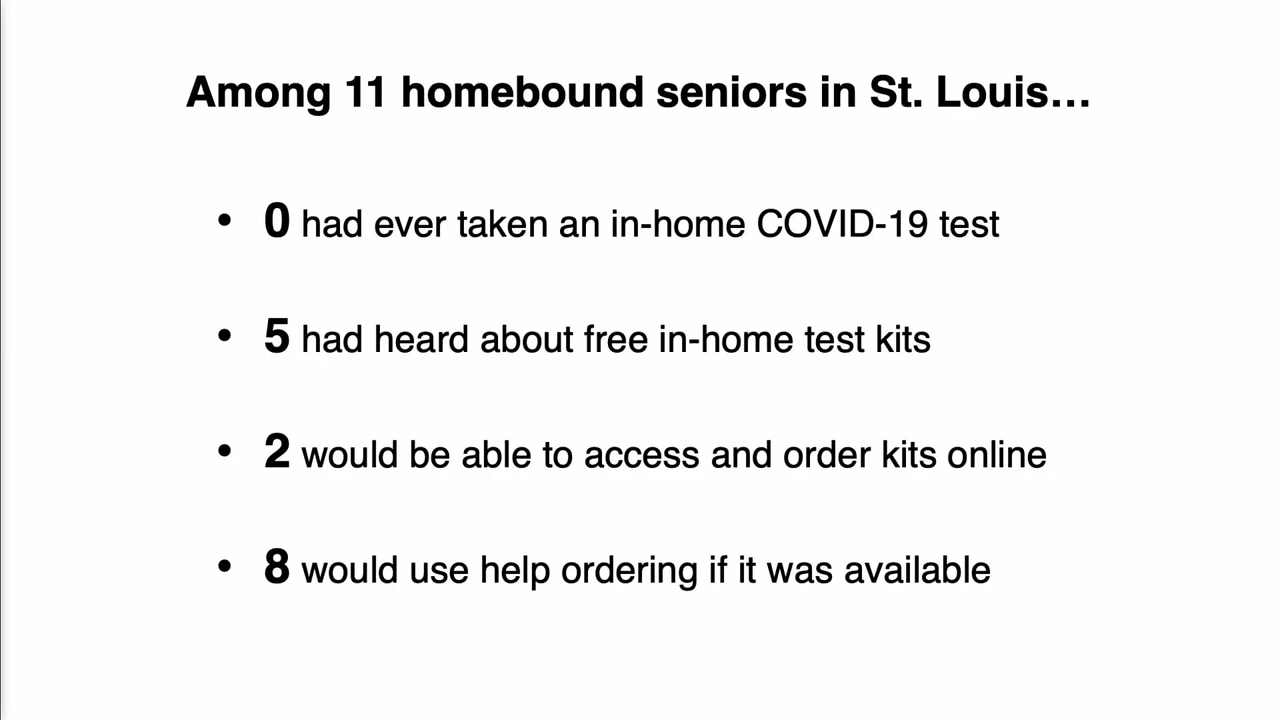 Among 11 homebound seniors in St. Louis…
• 0 had ever taken an in-home COVID-19 test
• 5 had heard about free in-home test kits
• 2 would be able to access and order kits online
• 8 would use help ordering if it was available